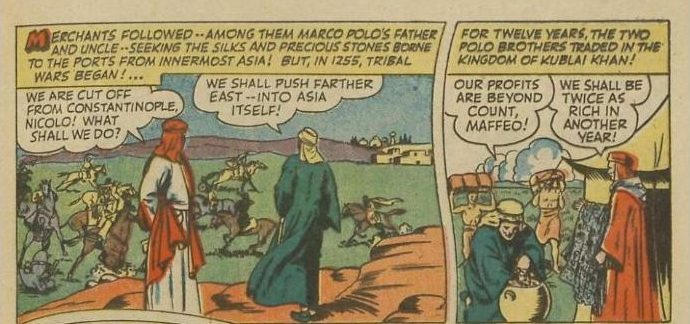 MERCHANTS FOLLOWED--AMONG THEM MARCO POLO'S FATHER
AND UNCLE--SEEKING THE SILKS AND PRECIOUS STONES BORNE
TO THE PORTS FROM INNERMOST ASIA! BUT, IN 1255, TRIBAL
WARS BEGAN!...
WE ARE CUT OFF
FROM CONSTANTINOPLE,
NICOLO! WHAT
SHALL WE DO?
WE SHALL PUSH FARTHER
EAST--INTO ASIA
ITSELF!
FOR TWELVE YEARS, THE TWO
POLO BROTHERS TRADED IN THE
KINGDOM OF KUBLAI KHAN!
OUR PROFITS
ARE BEYOND
COUNT,
MAFFEO!
WE SHALL BE
TWICE AS
RICH IN
ANOTHER
YEAR!